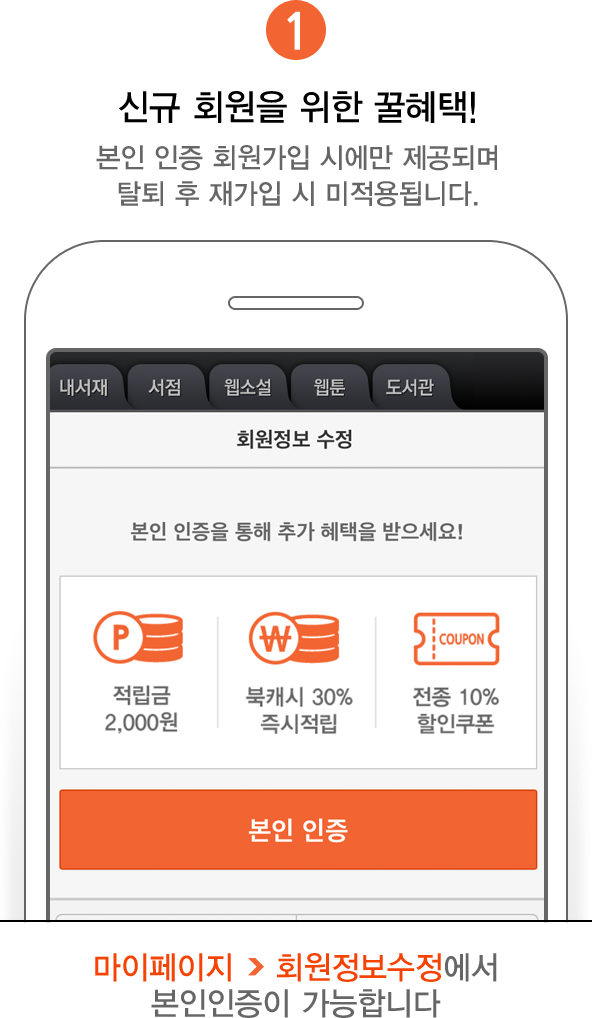 1
신규 회원을 위한 꿀혜택!
본인 인증 회원가입 시에만 제공되며
탈퇴 후 재가입 시 미적용됩니다.
내서재 서점 웹소설 웹툰 도서관
회원정보 수정
본인 인증을 통해 추가 혜택을 받으세요!
P ₩ COUPON
적립금 북캐시 30% 전종 10%
2,000원 즉시적립 할인쿠폰
본인 인증
마이페이지 > 회원정보수정에서
본인인증이 가능합니다